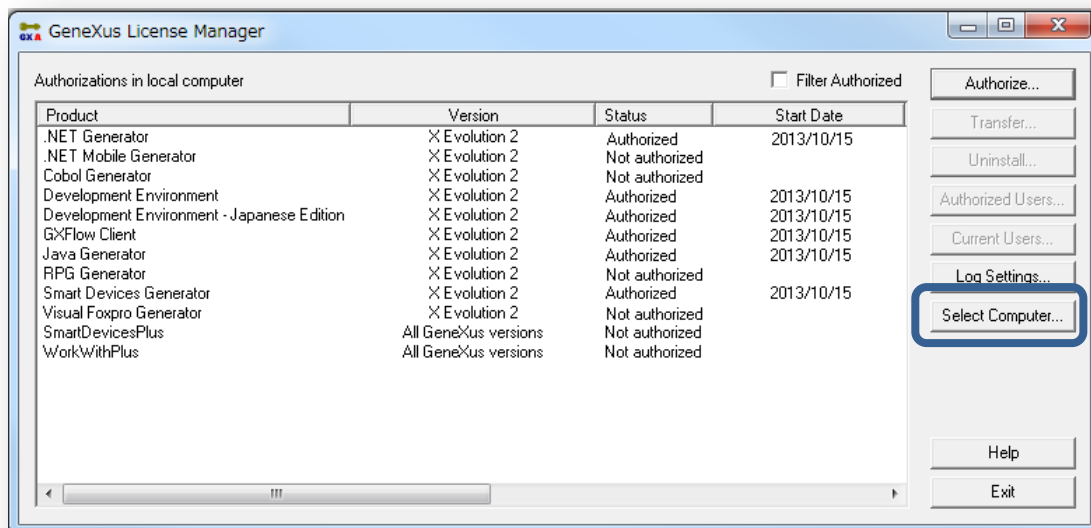 GXA GeneXus License Manager
Authorizations in local computer Filter Authorized
Product Version Status Start Date
.NET Generator X Evolution 2 Authorized 2013/10/15
.NET Mobile Generator X Evolution 2 Not authorized
Cobol Generator X Evolution 2 Not authorized
Development Environment X Evolution 2 Authorized 2013/10/15
Development Environment - Japanese Edition X Evolution 2 Authorized 2013/10/15
GXFlow Client X Evolution 2 Authorized 2013/10/15
Java Generator X Evolution 2 Authorized 2013/10/15
RPG Generator X Evolution 2 Not authorized
Smart Devices Generator X Evolution 2 Authorized 2013/10/15
Visual Foxpro Generator X Evolution 2 Not authorized
SmartDevicesPlus All GeneXus versions Not authorized
WorkWithPlus All GeneXus versions Not authorized
Authorize...
Transfer...
Uninstall...
Authorized Users...
Current Users...
Log Settings...
Select Computer...
Help
Exit